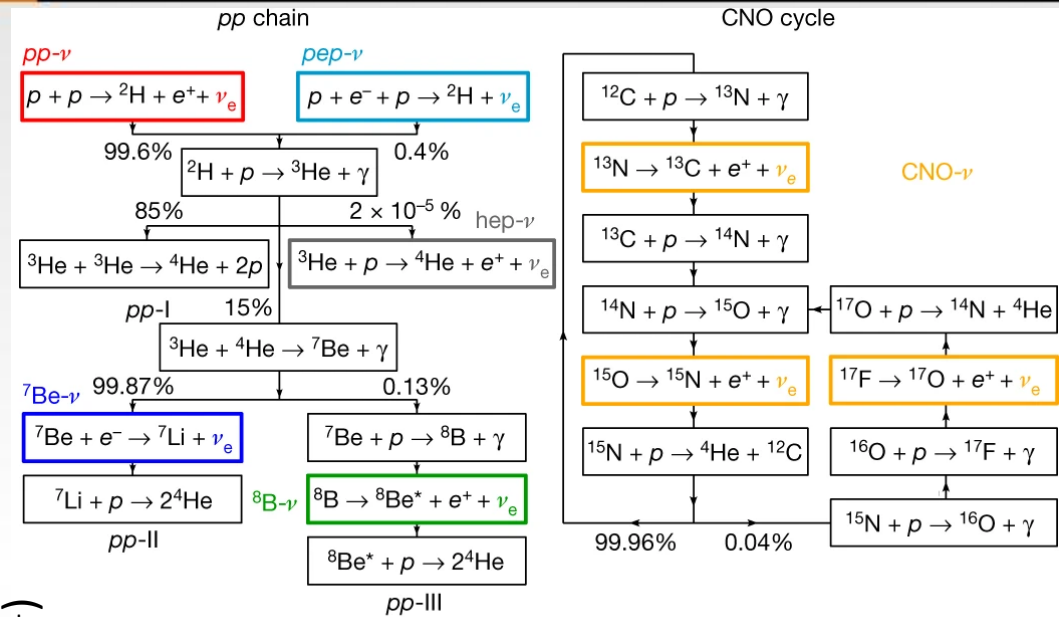 pp chain
pp-ν
pep-ν
p + p → ²H + e⁺+ νₑ
p + e⁻ + p → ²H + νₑ
99.6%
0.4%
²H + p → ³He + γ
85%
2 × 10⁻⁵ %
hep-ν
³He + ³He → ⁴He + 2p
³He + p → ⁴He + e⁺ + νₑ
pp-I
15%
³He + ⁴He → ⁷Be + γ
⁷Be-ν
99.87%
0.13%
⁷Be + e⁻ → ⁷Li + νₑ
⁷Be + p → ⁸B + γ
⁷Li + p → 2⁴He
⁸B-ν
⁸B → ⁸Be* + e⁺ + νₑ
pp-II
⁸Be* + p → 2⁴He
pp-III
CNO cycle
¹²C + p → ¹³N + γ
¹³N → ¹³C + e⁺ + νₑ
CNO-ν
¹³C + p → ¹⁴N + γ
¹⁴N + p → ¹⁵O + γ
¹⁷O + p → ¹⁴N + ⁴He
¹⁵O → ¹⁵N + e⁺ + νₑ
¹⁷F → ¹⁷O + e⁺ + νₑ
¹⁵N + p → ⁴He + ¹²C
¹⁶O + p → ¹⁷F + γ
¹⁵N + p → ¹⁶O + γ
99.96%
0.04%